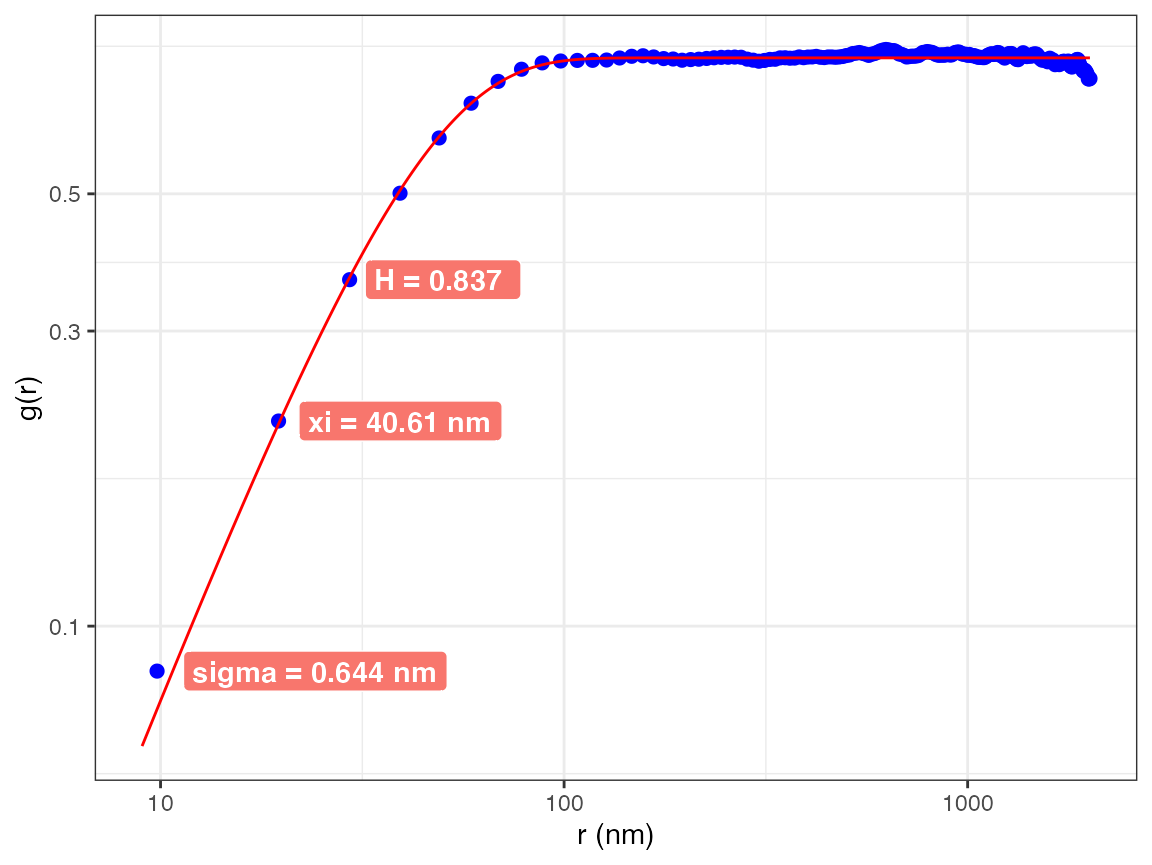 g(r)
0.5
0.3
0.1
H = 0.837
xi = 40.61 nm
sigma = 0.644 nm
10
100
1000
r (nm)